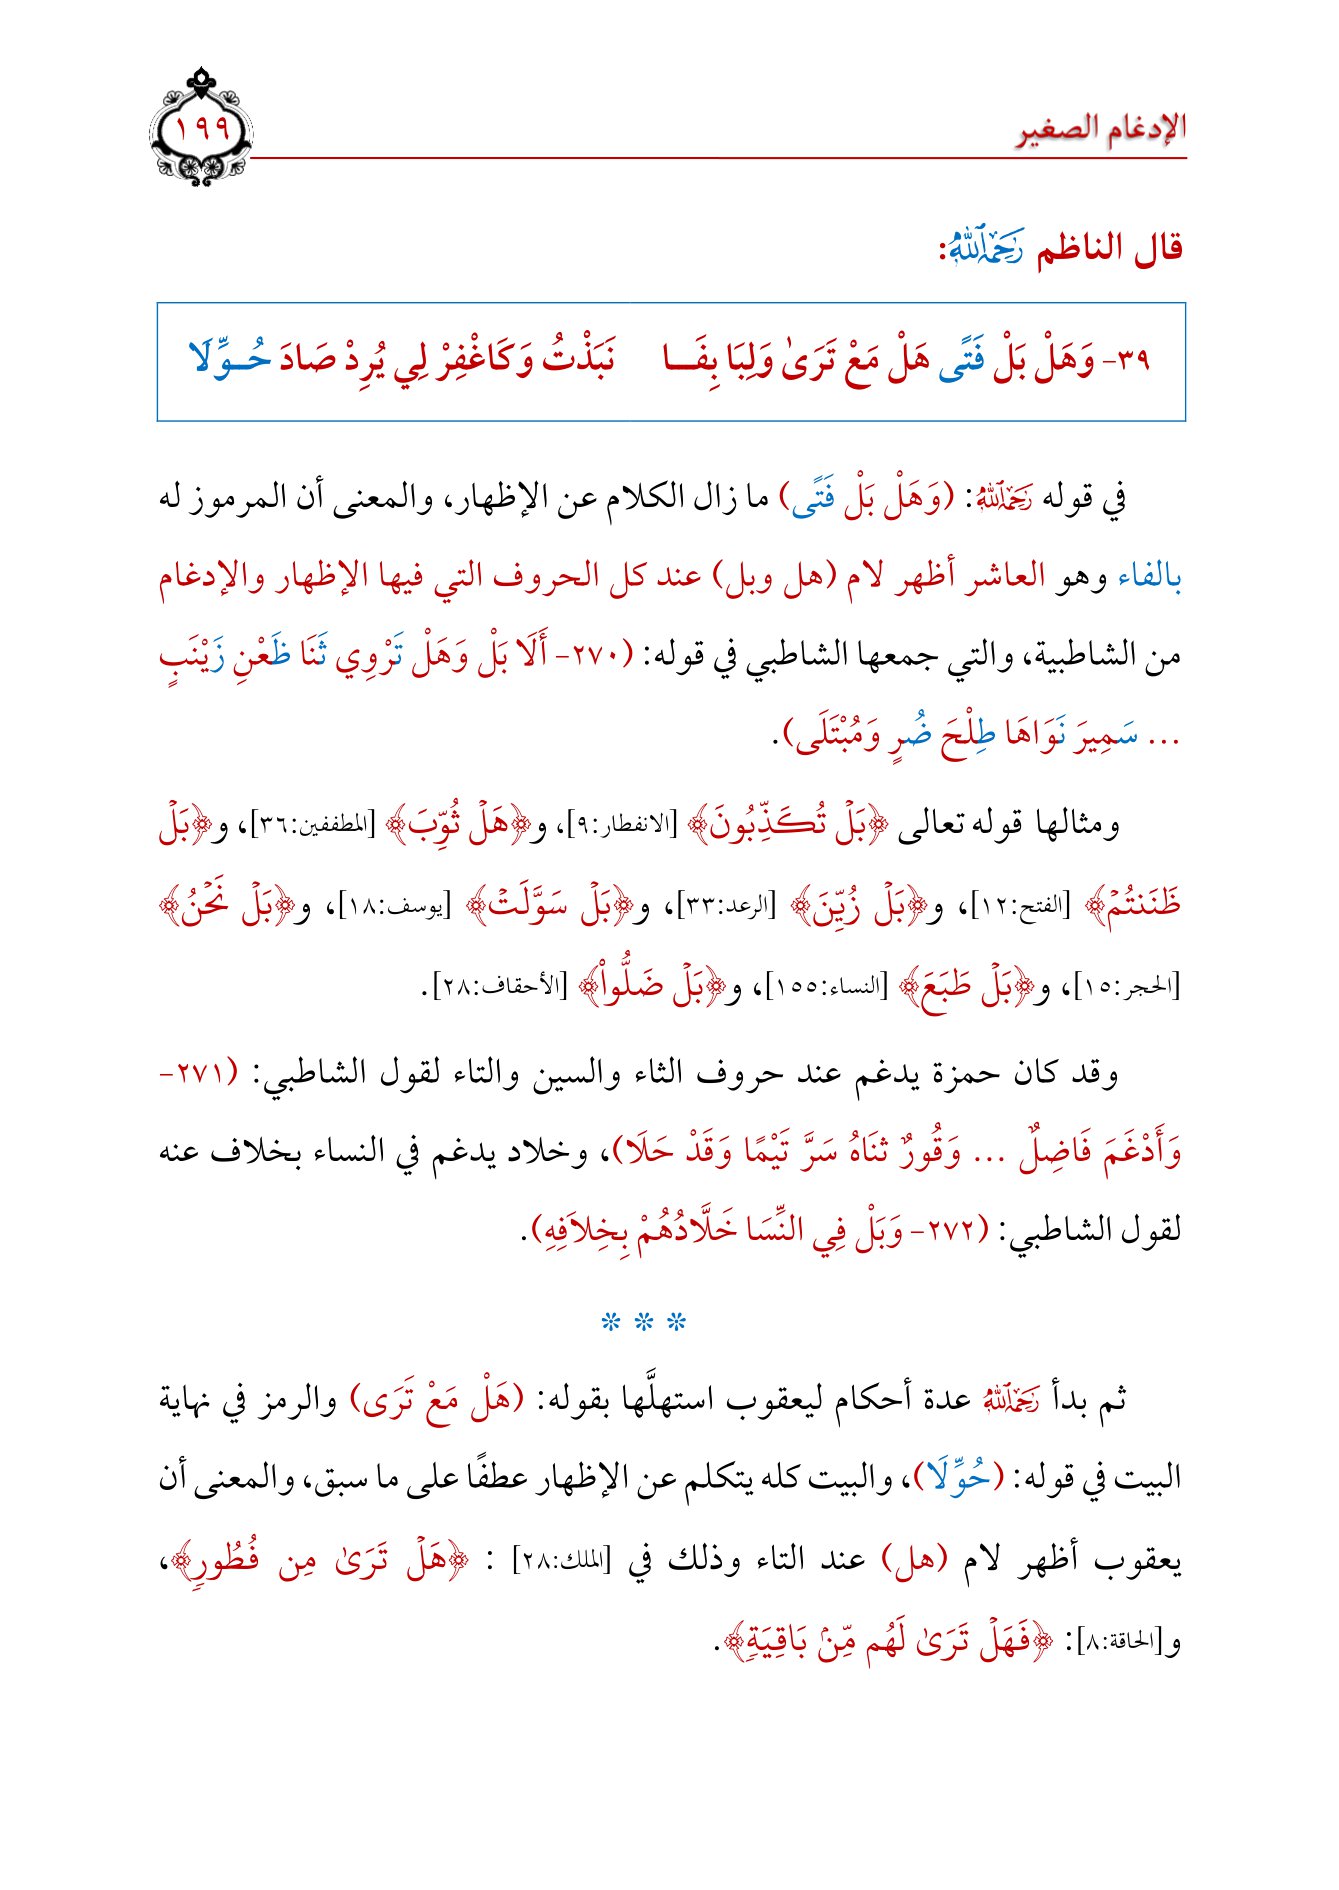 الإدغام الصغير
١٩٩
قال الناظم رَحِمَهُ ٱللَّهُ:
٣٩- وَهَلْ بَلْ فَتًى هَلْ مَعْ تَرَىٰ وَلِبَا بِفَــا نَبَذْتُ وَكَاغْفِرْ لِي يُرِدْ صَادَ حُــوِّلَا
في قوله رَحِمَهُ ٱللَّهُ: (وَهَلْ بَلْ فَتًى) ما زال الكلام عن الإظهار، والمعنى أن المرموز له
بالفاء وهو العاشر أظهر لام (هل وبل) عند كل الحروف التي فيها الإظهار والإدغام
من الشاطبية، والتي جمعها الشاطبي في قوله: (٢٧٠- أَلَا بَلْ وَهَلْ تَرْوِي ثَنَا ظَعْنِ زَيْنَبٍ
... سَمِيرَ نَوَاهَا طِلْحَ ضُرٍ وَمُبْتَلَى).
ومثالها قوله تعالى ﴿بَلۡ تُكَذِّبُونَ﴾ [الانفطار:٩]، و﴿هَلۡ ثُوِّبَ﴾ [المطففين:٣٦]، و﴿بَلۡ
ظَنَنتُمۡ﴾ [الفتح:١٢]، و﴿بَلۡ زُيِّنَ﴾ [الرعد:٣٣]، و﴿بَلۡ سَوَّلَتۡ﴾ [يوسف:١٨]، و﴿بَلۡ نَحۡنُ﴾
[الحجر:١٥]، و﴿بَلۡ طَبَعَ﴾ [النساء:١٥٥]، و﴿بَلۡ ضَلُّواْ﴾ [الأحقاف:٢٨].
وقد كان حمزة يدغم عند حروف الثاء والسين والتاء لقول الشاطبي: (٢٧١-
وَأَدْغَمَ فَاضِلٌ ... وَقُورٌ ثنَاهُ سَرَّ تَيْمًا وَقَدْ حَلَا)، وخلاد يدغم في النساء بخلاف عنه
لقول الشاطبي: (٢٧٢- وَبَلْ فِي النِّسَا خَلَّادُهُمْ بِخِلاَفِهِ).
* * *
ثم بدأ رَحِمَهُ ٱللَّهُ عدة أحكام ليعقوب استهلَّها بقوله: (هَلْ مَعْ تَرَى) والرمز في نهاية
البيت في قوله: (حُوِّلَا)، والبيت كله يتكلم عن الإظهار عطفًا على ما سبق، والمعنى أن
يعقوب أظهر لام (هل) عند التاء وذلك في [الملك:٢٨] : ﴿هَلۡ تَرَىٰ مِن فُطُورٖ﴾،
و[الحاقة:٨]: ﴿فَهَلۡ تَرَىٰ لَهُم مِّنۢ بَاقِيَةٖ﴾.